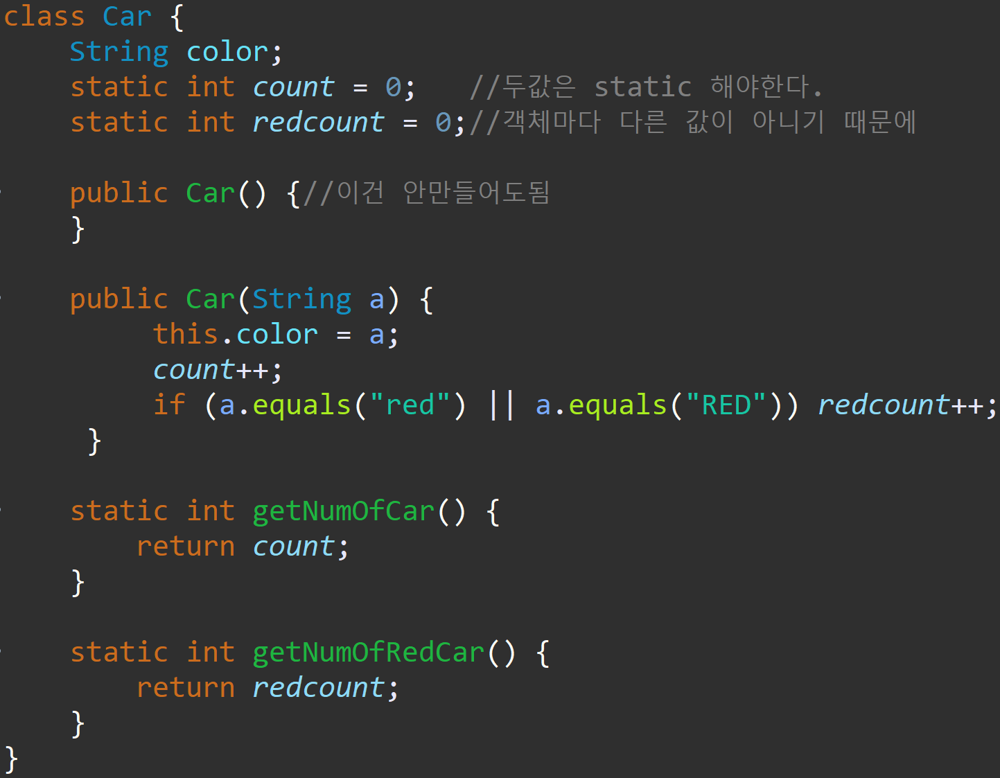 class Car {
    String color;
    static int count = 0;   //두값은 static 해야한다.
    static int redcount = 0;//객체마다 다른 값이 아니기 때문에
    public Car() {//이건 안만들어도됨
    }
    public Car(String a) {
         this.color = a;
         count++;
         if (a.equals("red") || a.equals("RED")) redcount++;
     }
    static int getNumOfCar() {
        return count;
    }
    static int getNumOfRedCar() {
        return redcount;
    }
}